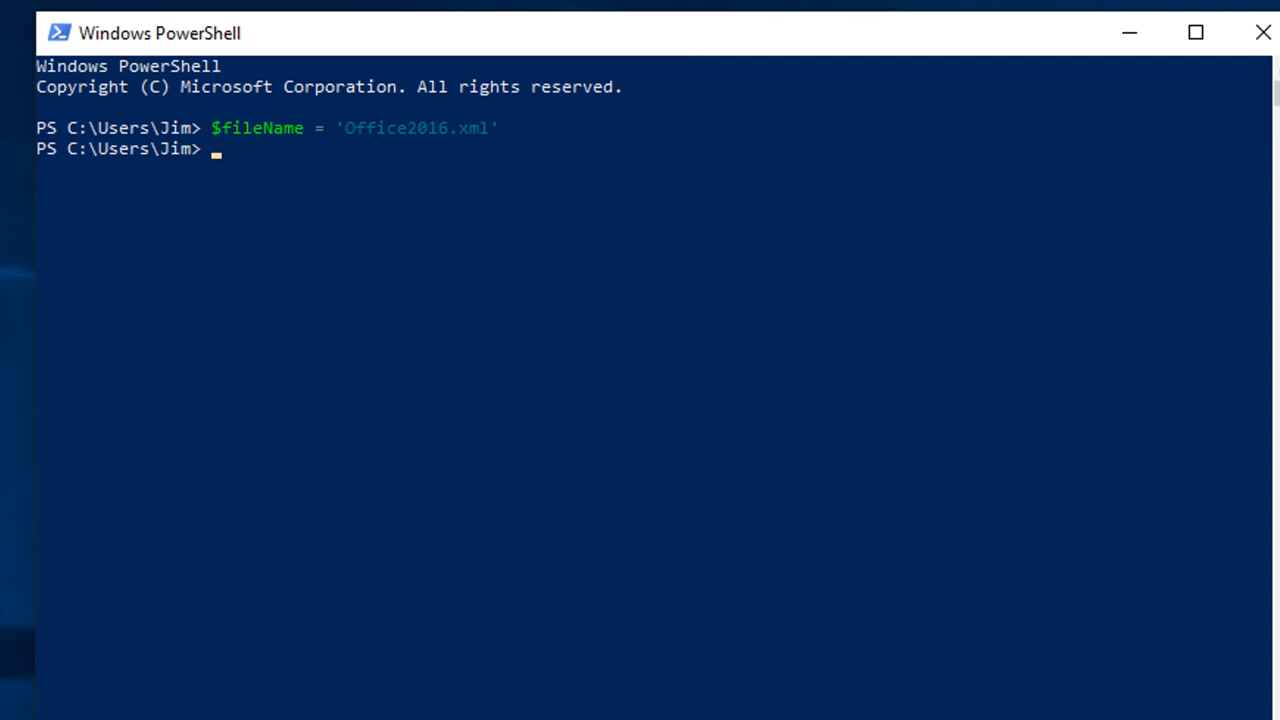 Windows PowerShell
Windows PowerShell
Copyright (C) Microsoft Corporation. All rights reserved.
PS C:\Users\Jim> $fileName = 'Office2016.xml'
PS C:\Users\Jim>